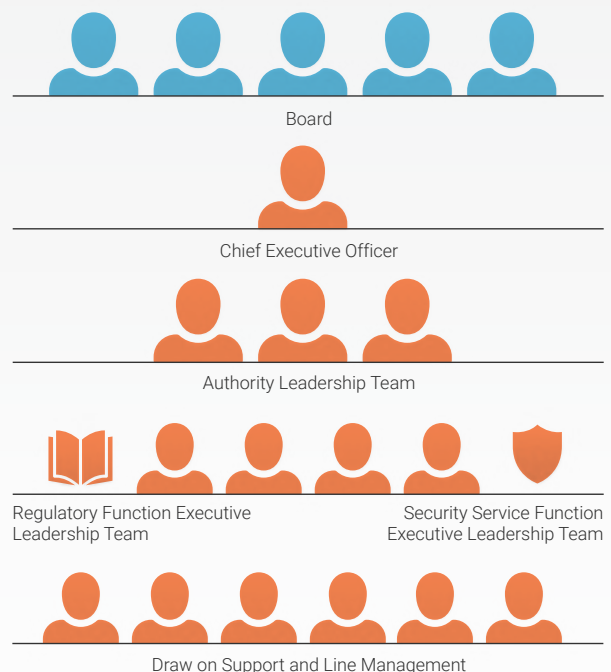 Board
Chief Executive Officer
Authority Leadership Team
Regulatory Function Executive
Leadership Team
Security Service Function
Executive Leadership Team
Draw on Support and Line Management